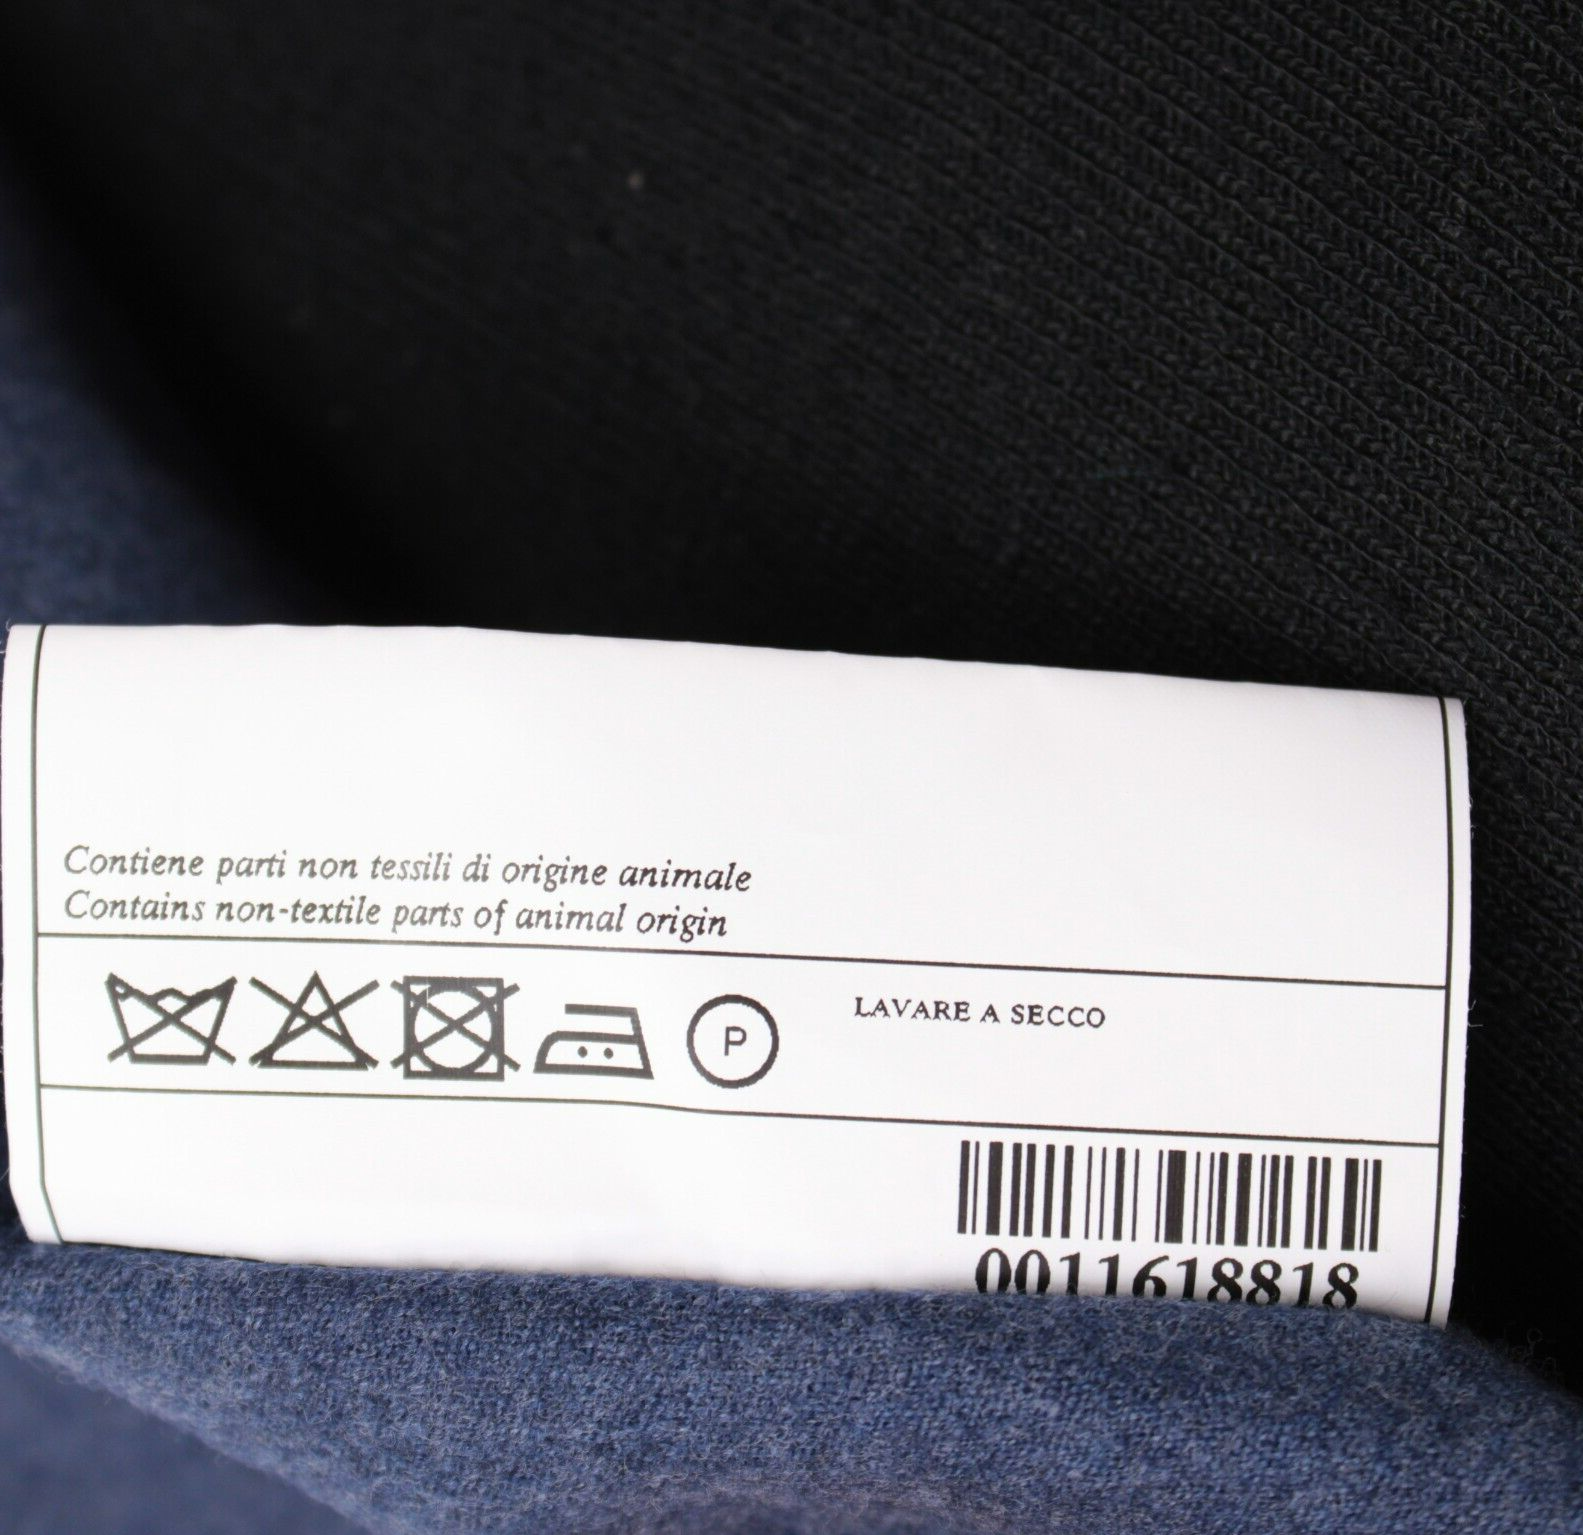 Contiene parti non tessili di origine animale
Contains non-textile parts of animal origin
P
LAVARE A SECCO
0011618818